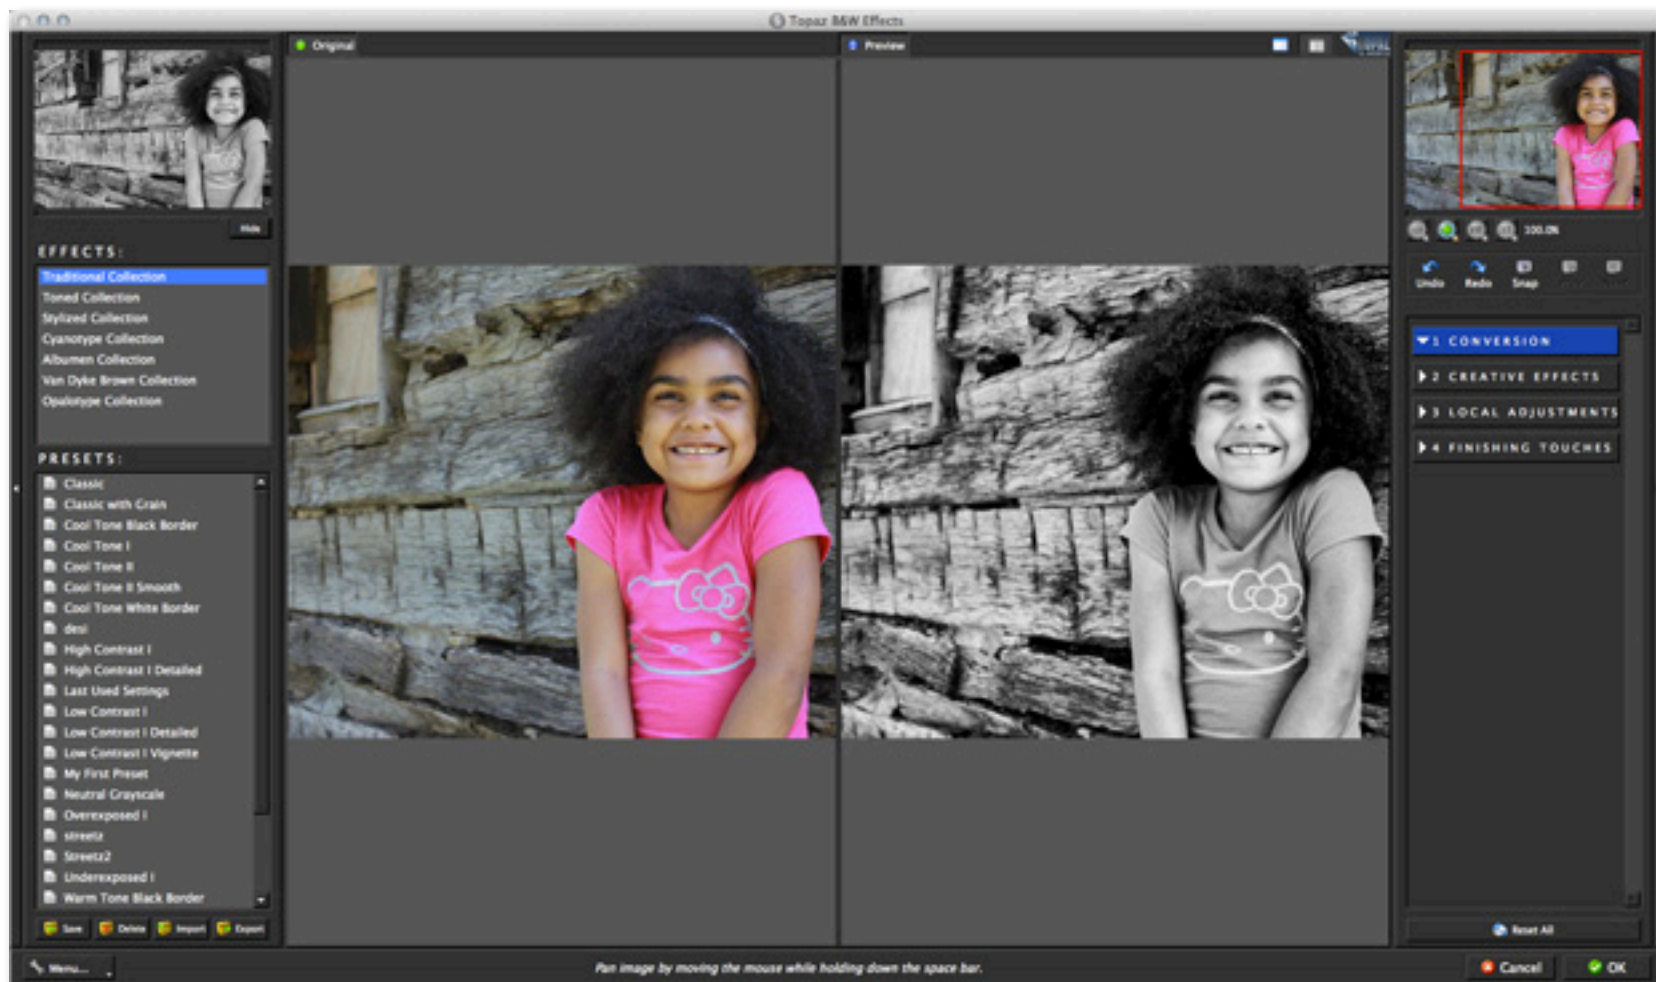 Topaz B&W Effects
Original
Preview
Hide
EFFECTS:
Traditional Collection
Toned Collection
Stylized Collection
Cyanotype Collection
Albumen Collection
Van Dyke Brown Collection
Opalotype Collection
PRESETS:
Classic
Classic with Grain
Cool Tone Black Border
Cool Tone I
Cool Tone II
Cool Tone II Smooth
Cool Tone White Border
desi
High Contrast I
High Contrast I Detailed
Last Used Settings
Low Contrast I
Low Contrast I Detailed
Low Contrast I Vignette
My First Preset
Neutral Grayscale
Overexposed I
streetz
Streetz2
Underexposed I
Warm Tone Black Border
Save Delete Import Export
Menu...
Pan image by moving the mouse while holding down the space bar.
100.0%
Undo Redo Snap
1 CONVERSION
2 CREATIVE EFFECTS
3 LOCAL ADJUSTMENTS
4 FINISHING TOUCHES
Reset All
Cancel OK